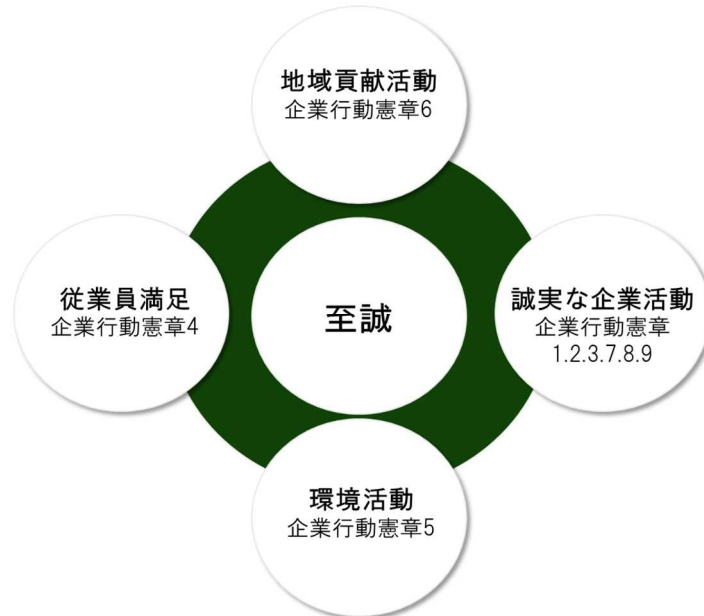 地域貢献活動
企業行動憲章6
従業員満足
企業行動憲章4
至誠
誠実な企業活動
企業行動憲章
1.2.3.7.8.9
環境活動
企業行動憲章5